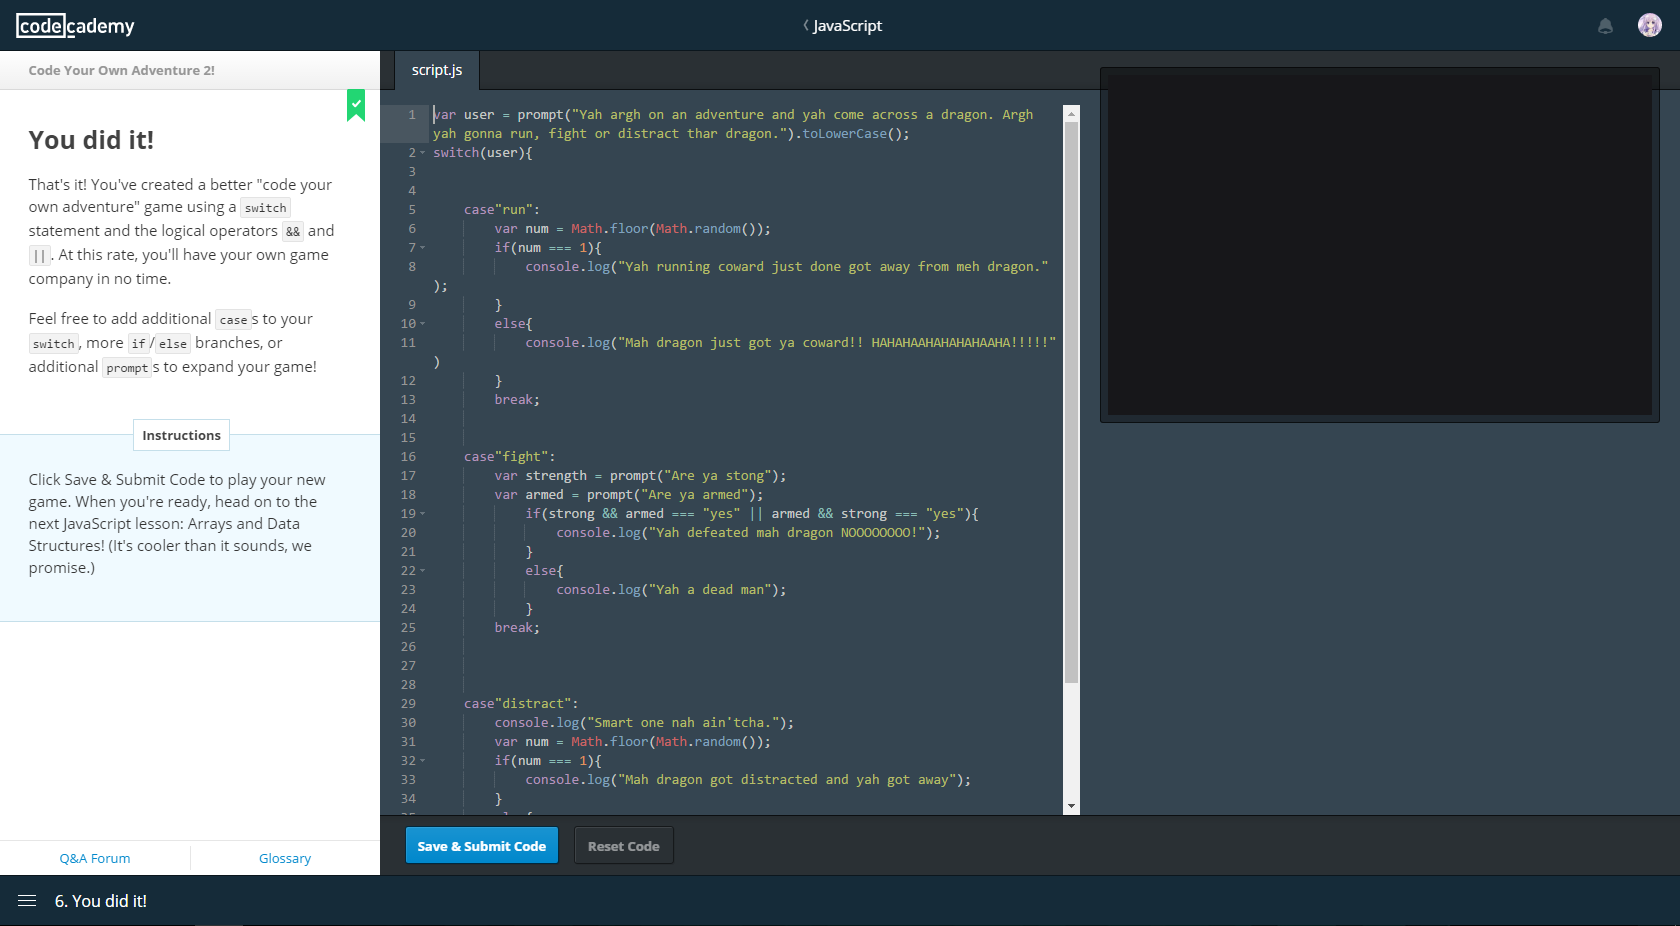 codecademy
JavaScript
Code Your Own Adventure 2!
You did it!
That's it! You've created a better "code your
own adventure" game using a switch
statement and the logical operators && and
||. At this rate, you'll have your own game
company in no time.
Feel free to add additional cases to your
switch, more if/else branches, or
additional prompts to expand your game!
Instructions
Click Save & Submit Code to play your new
game. When you're ready, head on to the
next JavaScript lesson: Arrays and Data
Structures! (It's cooler than it sounds, we
promise.)
Q&A Forum
Glossary
script.js
1 var user = prompt("Yah argh on an adventure and yah come across a dragon. Argh
yah gonna run, fight or distract thar dragon.").toLowerCase();
2 switch(user){
3
4
5 case"run":
6 var num = Math.floor(Math.random());
7 if(num === 1){
8 console.log("Yah running coward just done got away from meh dragon."
);
9 }
10 else{
11 console.log("Mah dragon just got ya coward!! HAHAHAAHAHAHAHAAHA!!!!!"
)
12 }
13 break;
14
15
16 case"fight":
17 var strength = prompt("Are ya stong");
18 var armed = prompt("Are ya armed");
19 if(strong && armed === "yes" || armed && strong === "yes"){
20 console.log("Yah defeated mah dragon NOOOOOOOO!");
21 }
22 else{
23 console.log("Yah a dead man");
24 }
25 break;
26
27
28
29 case"distract":
30 console.log("Smart one nah ain'tcha.");
31 var num = Math.floor(Math.random());
32 if(num === 1){
33 console.log("Mah dragon got distracted and yah got away");
34 }
Save & Submit Code
Reset Code
6. You did it!